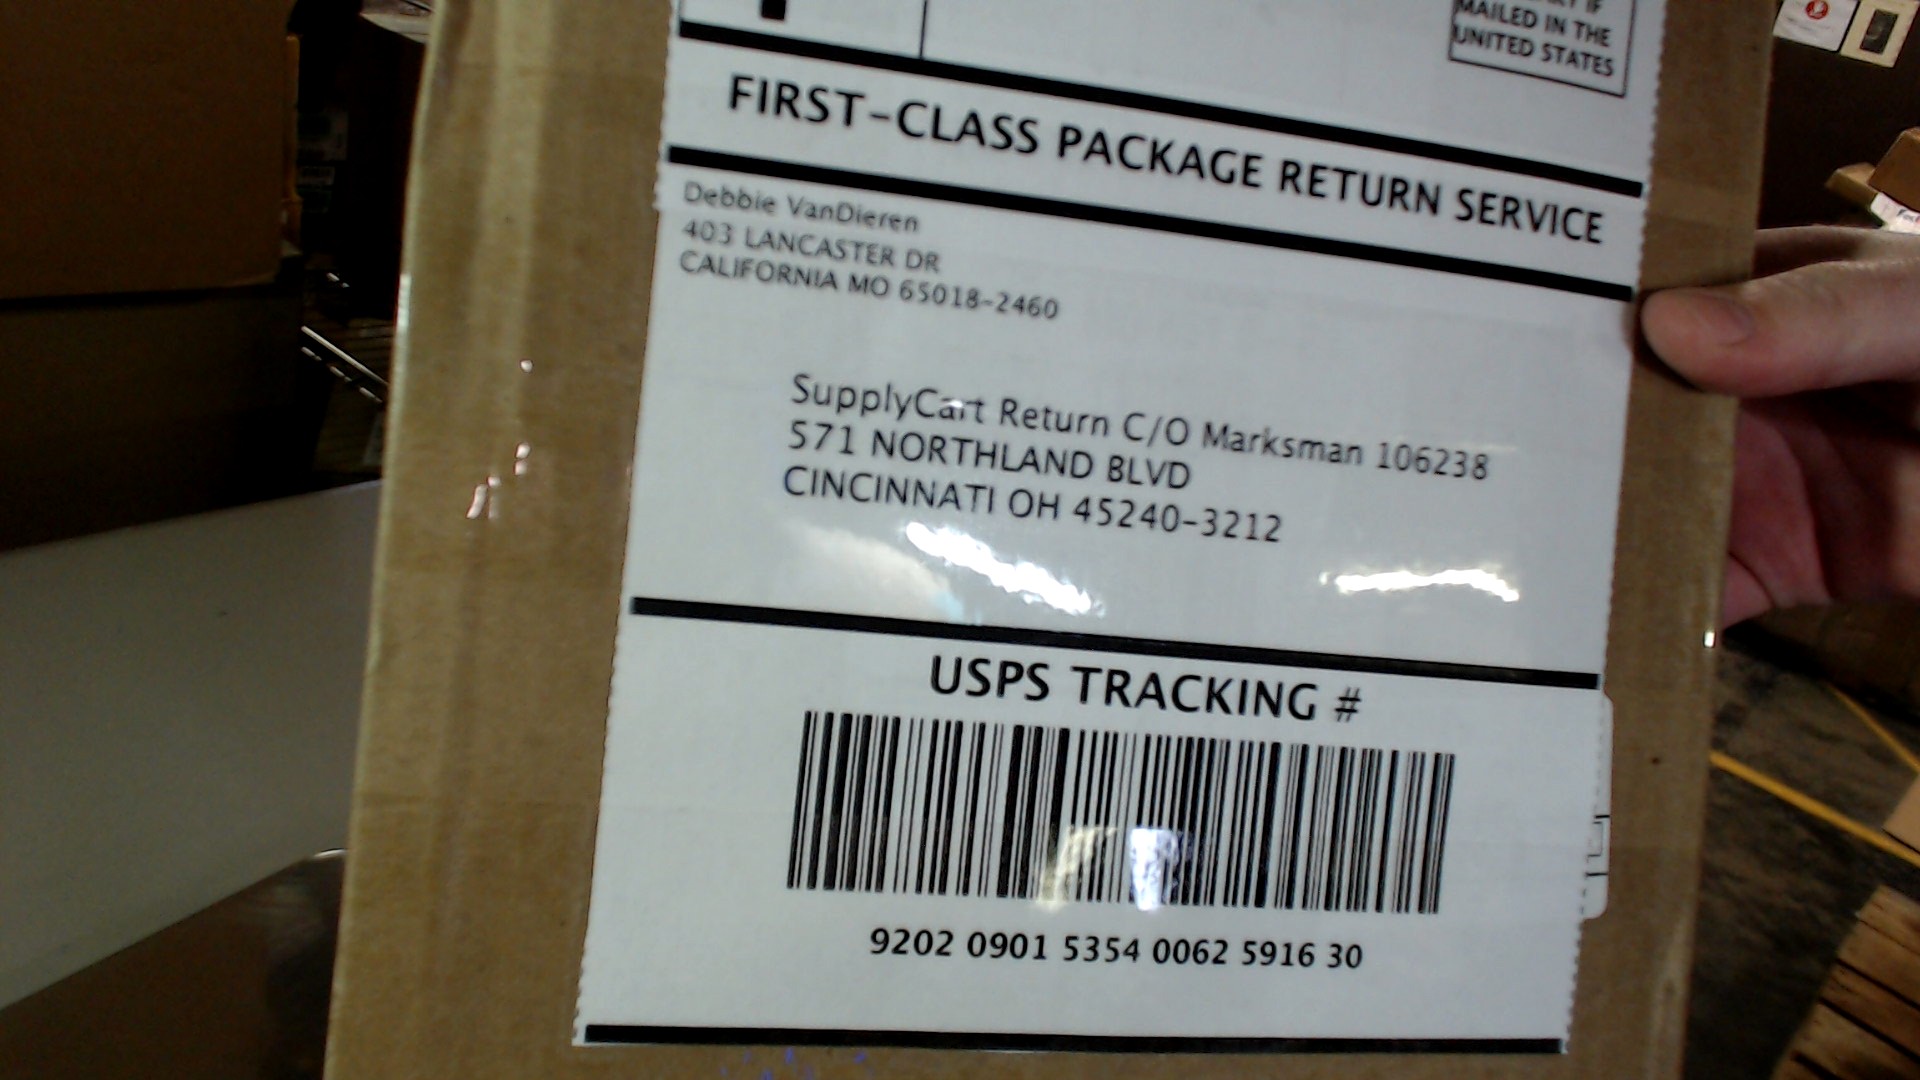 MAILED IN THE
UNITED STATES
FIRST-CLASS PACKAGE RETURN SERVICE
Debbie VanDieren
403 LANCASTER DR
CALIFORNIA MO 65018-2460
SupplyCart Return C/O Marksman 106238
571 NORTHLAND BLVD
CINCINNATI OH 45240-3212
USPS TRACKING #
9202 0901 5354 0062 5916 30